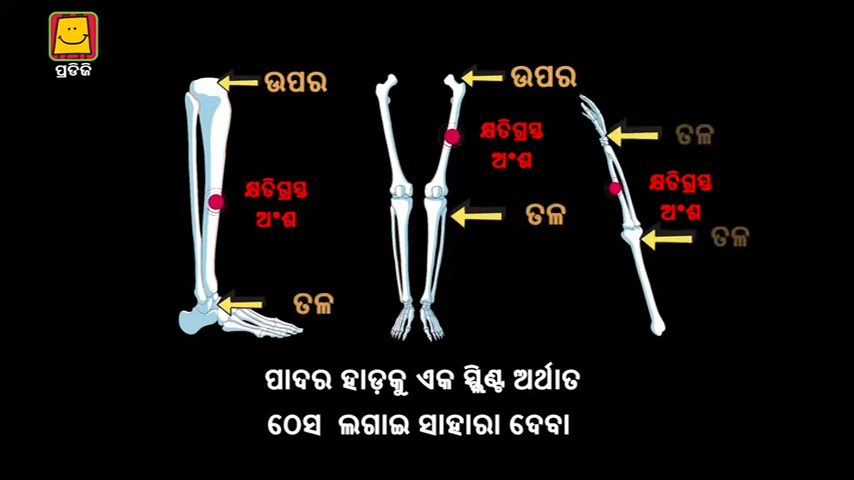 ପ୍ରତିଜି
ଉପର
ଉପର
କ୍ଷତିଗ୍ରସ୍ତ
ଅଂଶ
ତଳ
କ୍ଷତିଗ୍ରସ୍ତ
ଅଂଶ
କ୍ଷତିଗ୍ରସ୍ତ
ଅଂଶ
ତଳ
ତଳ
ତଳ
ପାଦର ହାଡ଼କୁ ଏକ ସ୍ପ୍ଲିଣ୍ଟ ଅର୍ଥାତ
ଠେସ ଲଗାଇ ସାହାରା ଦେବା